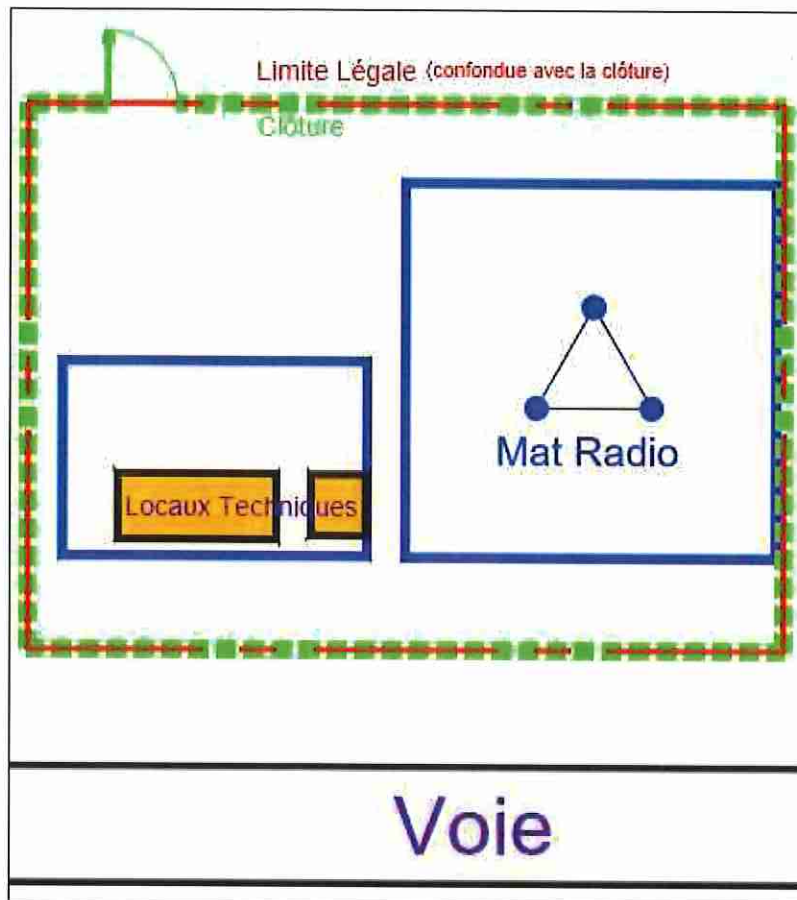 Limite Légale (confondue avec la clôture)
Clôture
Mat Radio
Locaux Techniques
Voie